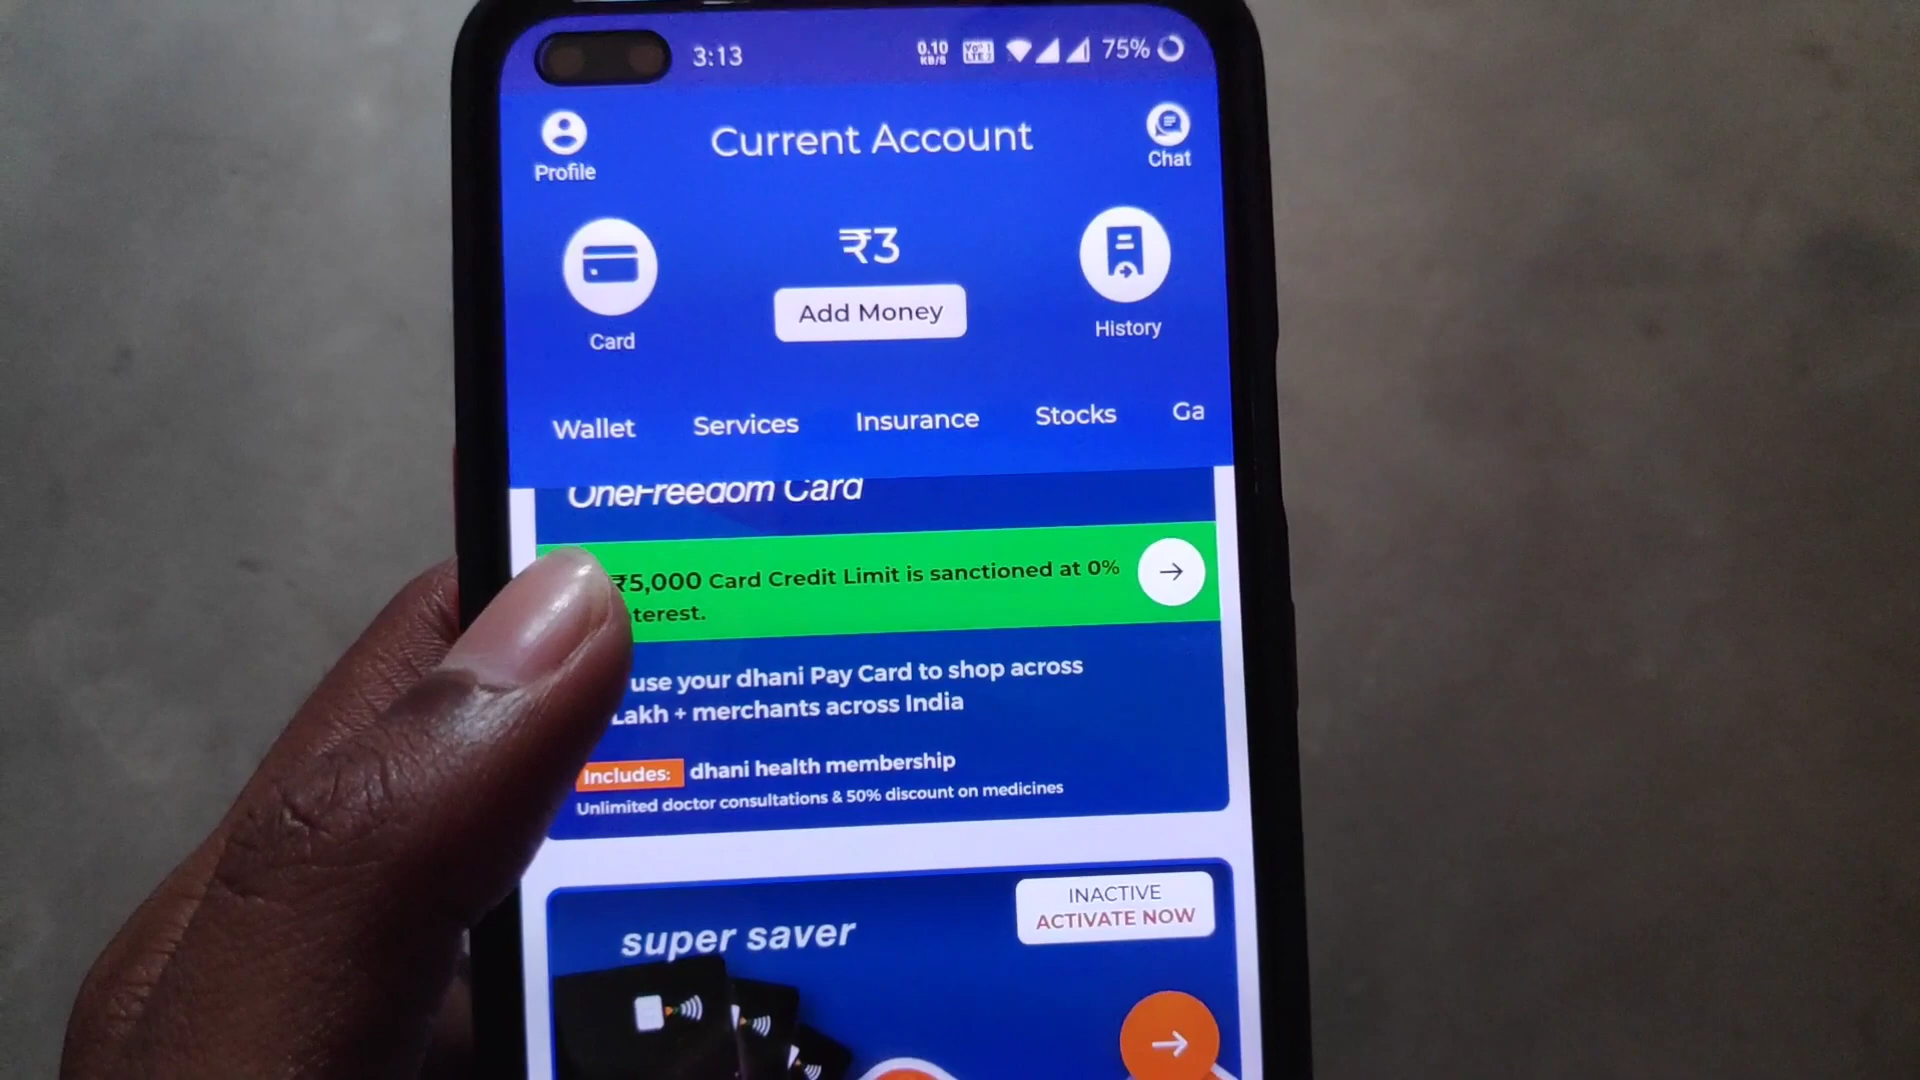 3:13
0.10
KB/S
75%
Current Account
Profile
Chat
₹3
Add Money
Card
History
Wallet Services Insurance Stocks Ga
OneFreedom Card
₹5,000 Card Credit Limit is sanctioned at 0%
terest.
use your dhani Pay Card to shop across
Lakh + merchants across India
Includes: dhani health membership
Unlimited doctor consultations & 50% discount on medicines
INACTIVE
ACTIVATE NOW
super saver